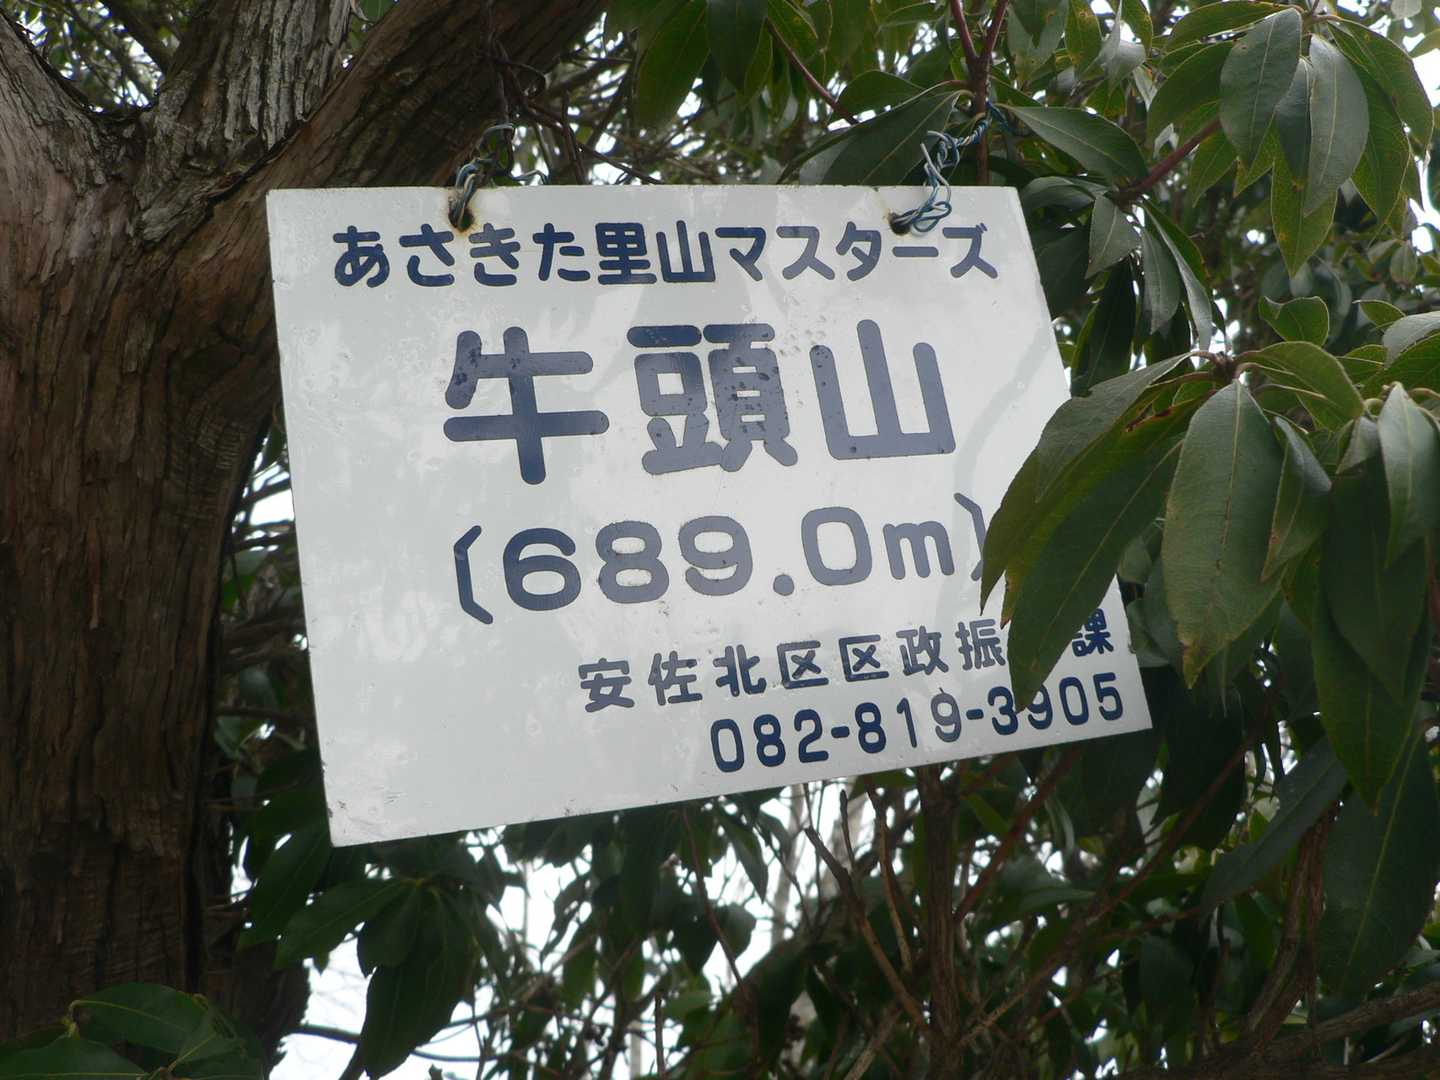 あさきた里山マスターズ
牛頭山
(689.0m)
安佐北区区政振 課
082-819-3905